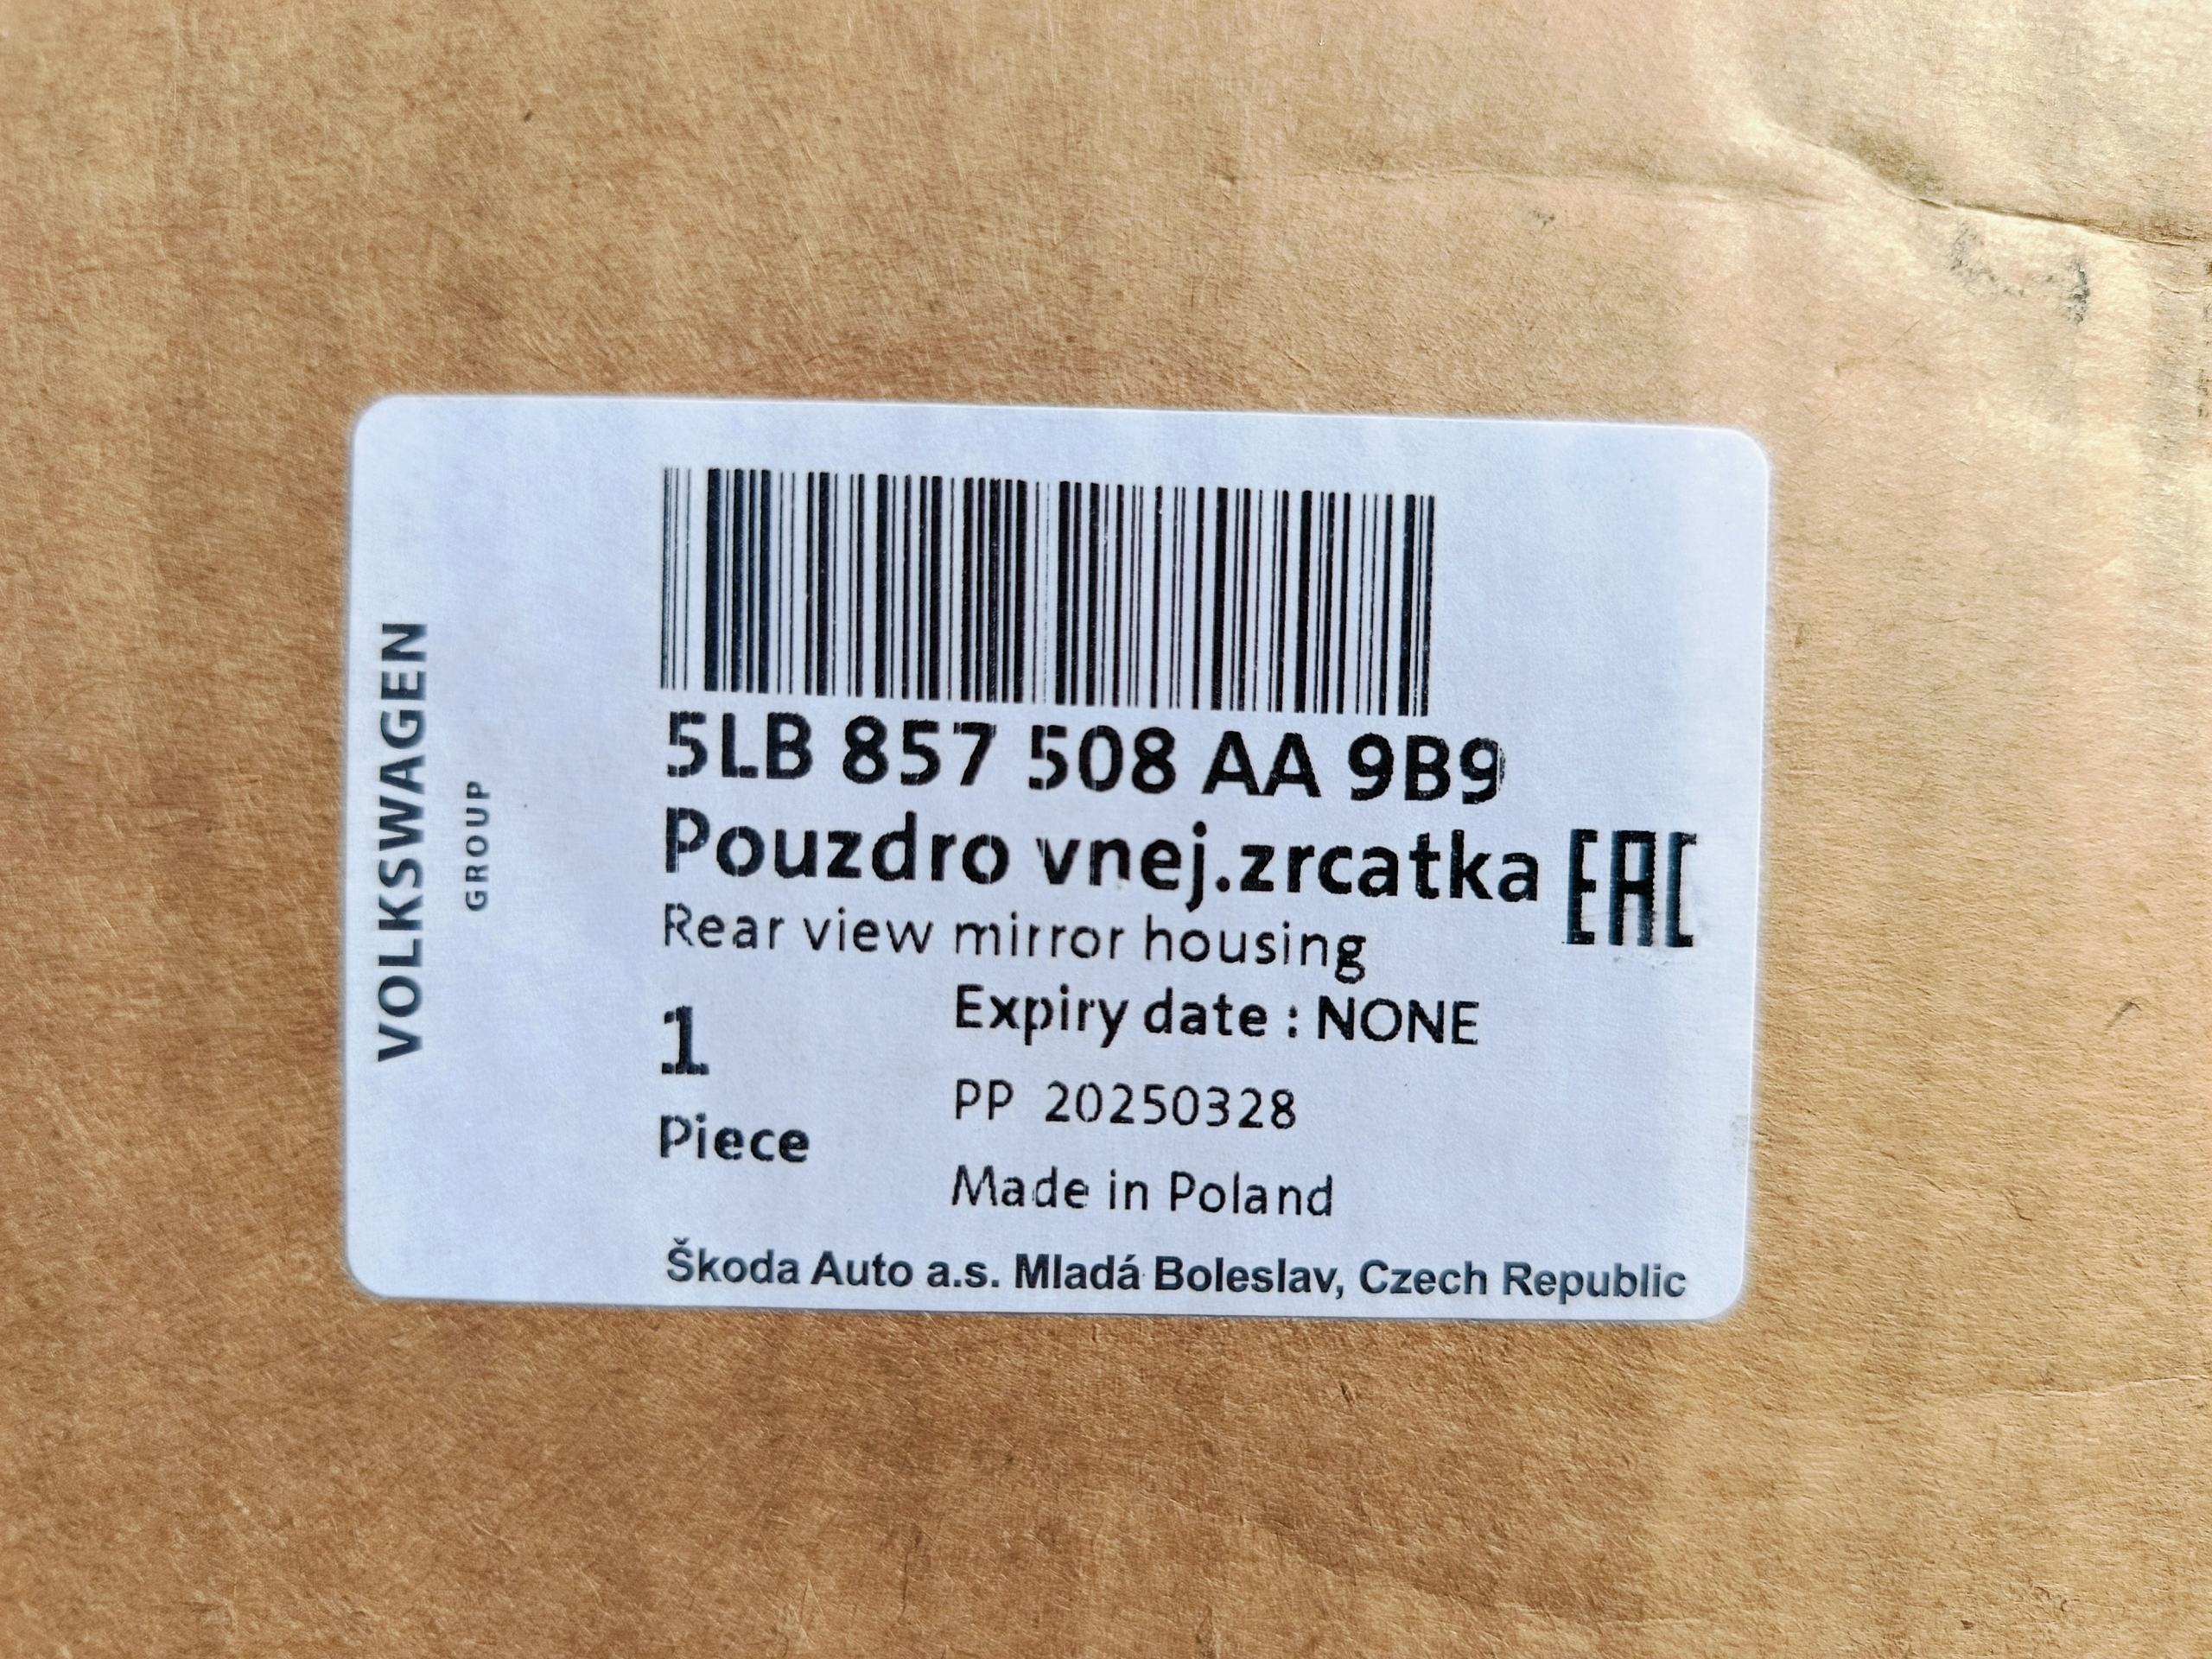 VOLKSWAGEN
GROUP
5LB 857 508 AA 9B9
Pouzdro vnej.zrcatka
EAC
Rear view mirror housing
1
Piece
Expiry date : NONE
PP 20250328
Made in Poland
Škoda Auto a.s. Mladá Boleslav, Czech Republic